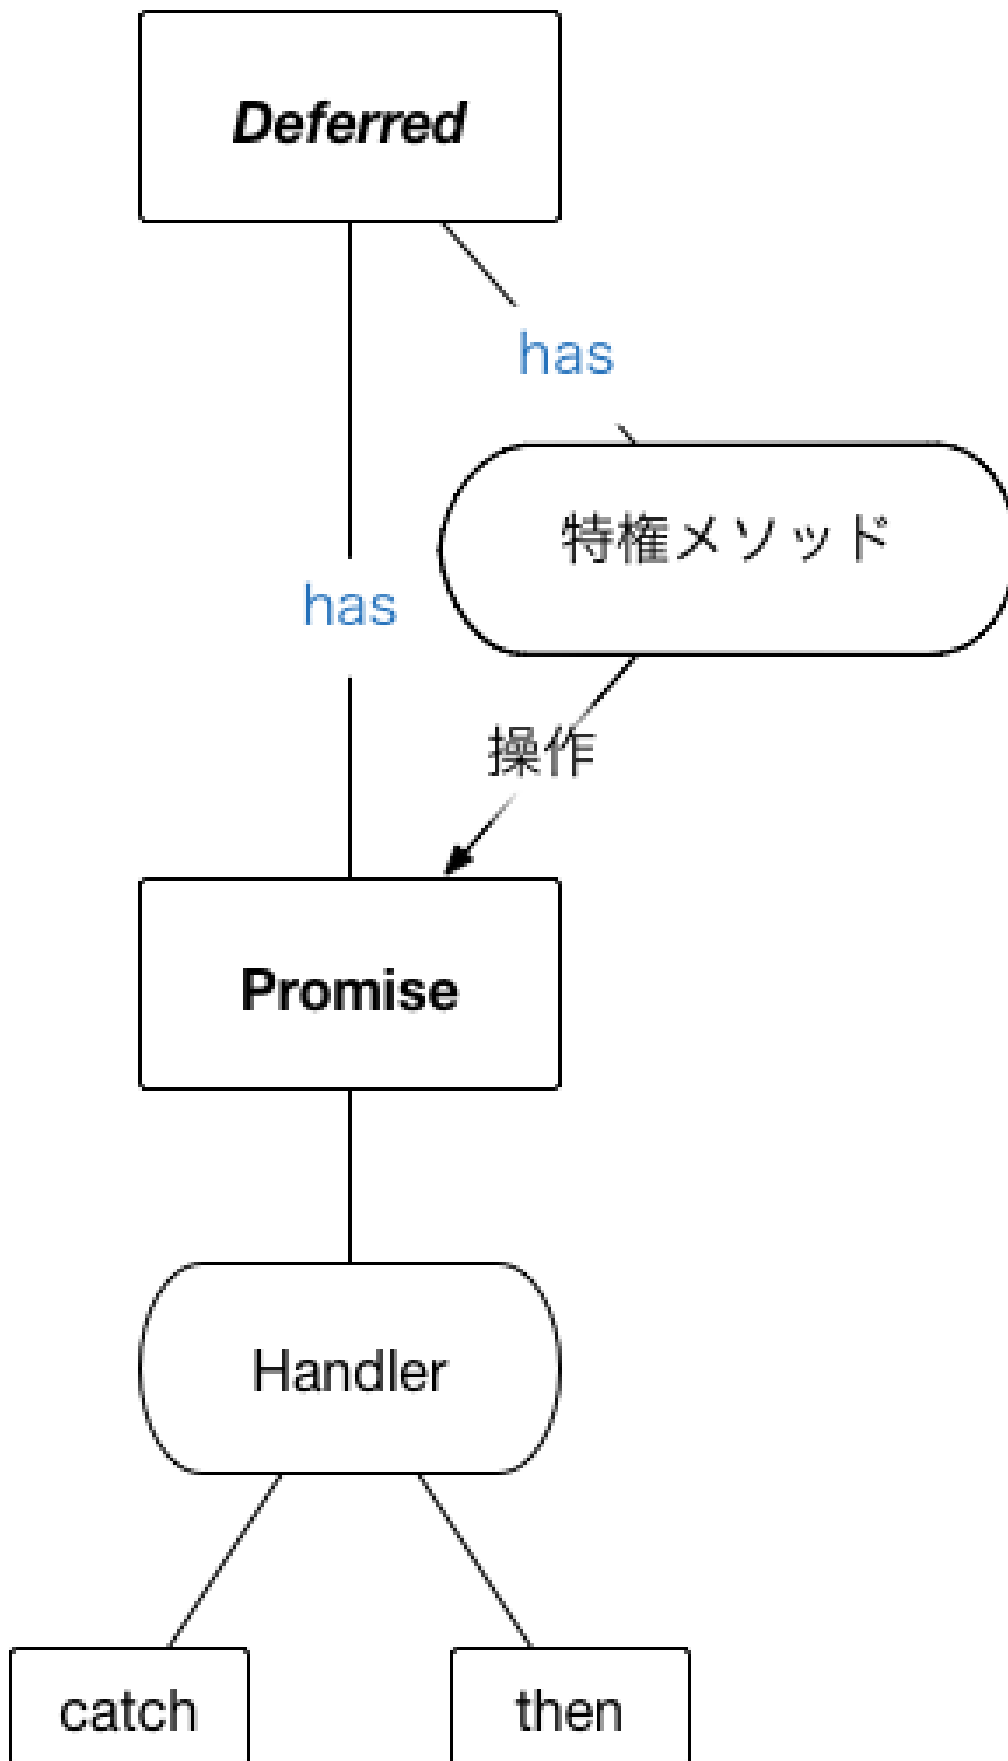 Deferred
has
特権メソッド
has
操作
Promise
Handler
catch
then